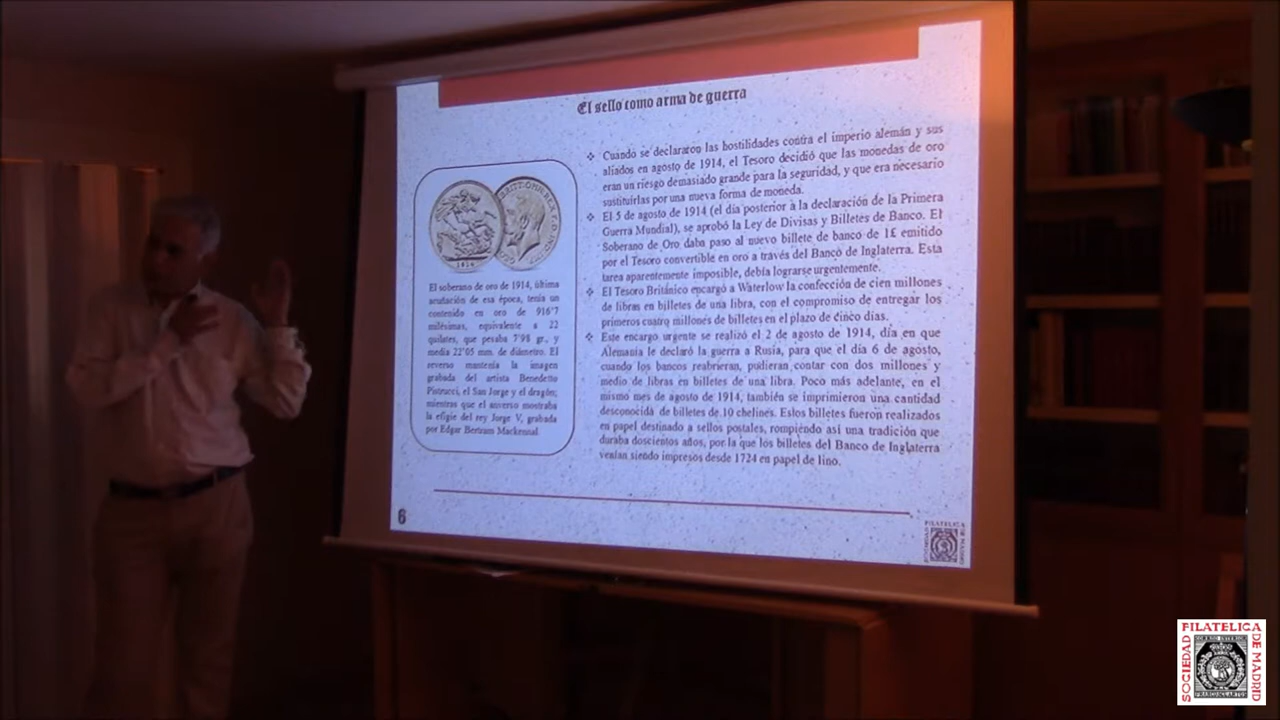 El sello como arma de guerra
El soberano de oro de 1914, última
acuñación de esa época, tenía un
contenido en oro de 916'7
milésimas, equivalente a 22
quilates, que pesaba 7'98 gr., y
medía 22'05 mm. de diámetro. El
reverso mantenía la imagen
grabada del artista Benedetto
Pistrucci, el San Jorge y el dragón;
mientras que el anverso mostraba
la efigie del rey Jorge V, grabada
por Edgar Bertram Mackennal.
❖ Cuando se declararon las hostilidades contra el imperio alemán y sus
aliados en agosto de 1914, el Tesoro decidió que las monedas de oro
eran un riesgo demasiado grande para la seguridad, y que era necesario
sustituirlas por una nueva forma de moneda.
❖ El 5 de agosto de 1914 (el día posterior a la declaración de la Primera
Guerra Mundial), se aprobó la Ley de Divisas y Billetes de Banco. El
Soberano de Oro daba paso al nuevo billete de banco de 1£ emitido
por el Tesoro convertible en oro a través del Banco de Inglaterra. Esta
tarea aparentemente imposible, debía lograrse urgentemente.
❖ El Tesoro Británico encargó a Waterlow la confección de cien millones
de libras en billetes de una libra, con el compromiso de entregar los
primeros cuatro millones de billetes en el plazo de cinco días.
❖ Este encargo urgente se realizó el 2 de agosto de 1914, día en que
Alemania le declaró la guerra a Rusia, para que el día 6 de agosto,
cuando los bancos reabrieran, pudieran contar con dos millones y
medio de libras en billetes de una libra. Poco más adelante, en el
mismo mes de agosto de 1914, también se imprimieron una cantidad
desconocida de billetes de 10 chelines. Estos billetes fueron realizados
en papel destinado a sellos postales, rompiendo así una tradición que
duraba doscientos años, por la que los billetes del Banco de Inglaterra
venían siendo impresos desde 1724 en papel de lino.
6
SOCIEDAD
FILATELICA
DE MADRID